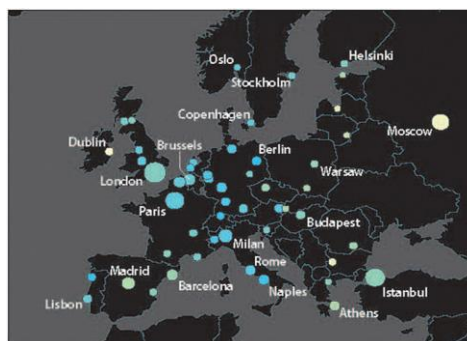 Oslo
Helsinki
Stockholm
Copenhagen
Moscow
Dublin
Brussels
Berlin
London
Warsaw
Paris
Budapest
Milan
Madrid
Rome
Barcelona
Lisbon
Naples
Istanbul
Athens